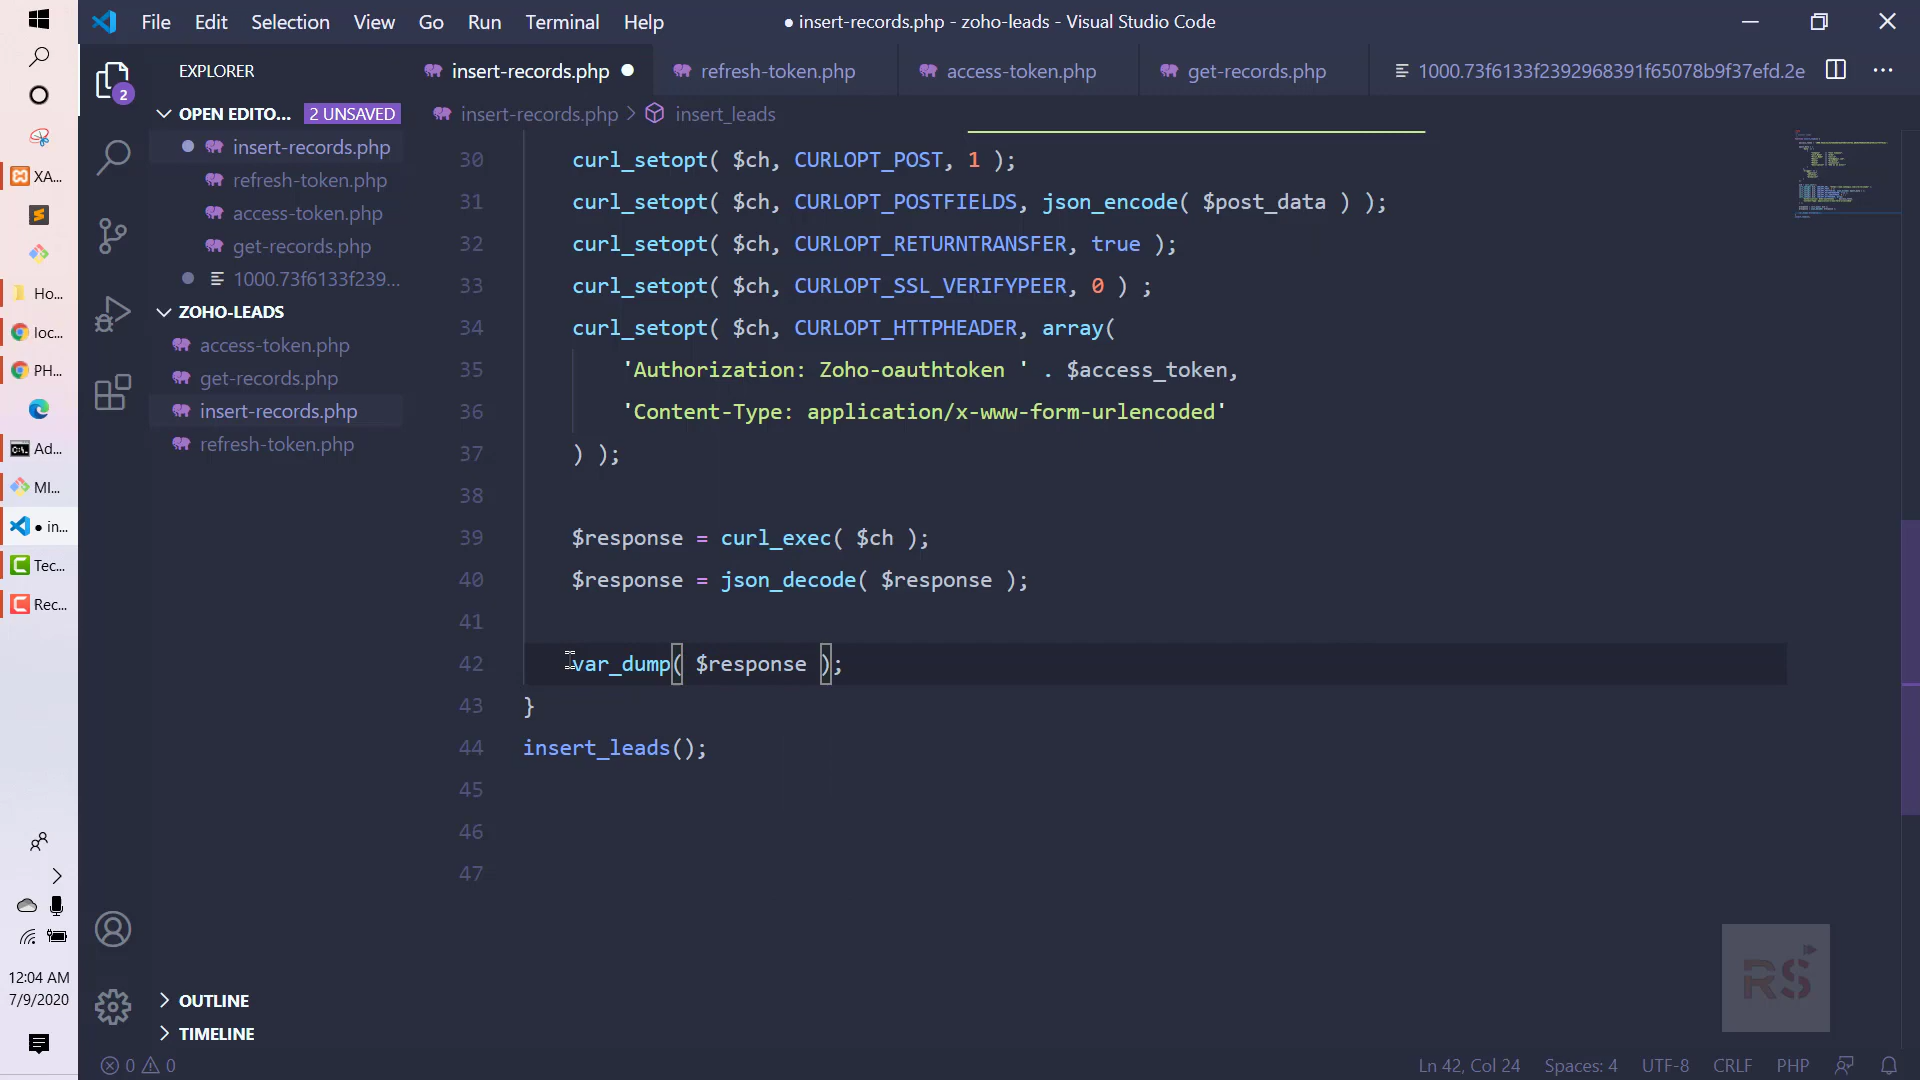 File Edit Selection View Go Run Terminal Help
● insert-records.php - zoho-leads - Visual Studio Code
EXPLORER
OPEN EDITO... 2 UNSAVED
insert-records.php
refresh-token.php
access-token.php
get-records.php
1000.73f6133f239...
ZOHO-LEADS
access-token.php
get-records.php
insert-records.php
refresh-token.php
OUTLINE
TIMELINE
2
XA...
Ho...
loc...
PH...
Ad...
MI...
● in...
Tec...
Rec...
12:04 AM
7/9/2020
insert-records.php refresh-token.php access-token.php get-records.php 1000.73f6133f2392968391f65078b9f37efd.2e
insert-records.php > insert_leads
30 curl_setopt( $ch, CURLOPT_POST, 1 );
31 curl_setopt( $ch, CURLOPT_POSTFIELDS, json_encode( $post_data ) );
32 curl_setopt( $ch, CURLOPT_RETURNTRANSFER, true );
33 curl_setopt( $ch, CURLOPT_SSL_VERIFYPEER, 0 ) ;
34 curl_setopt( $ch, CURLOPT_HTTPHEADER, array(
35 'Authorization: Zoho-oauthtoken ' . $access_token,
36 'Content-Type: application/x-www-form-urlencoded'
37 ) );
38
39 $response = curl_exec( $ch );
40 $response = json_decode( $response );
41
42 var_dump( $response );
43 }
44 insert_leads();
45
46
47
RS
0 0
Ln 42, Col 24 Spaces: 4 UTF-8 CRLF PHP